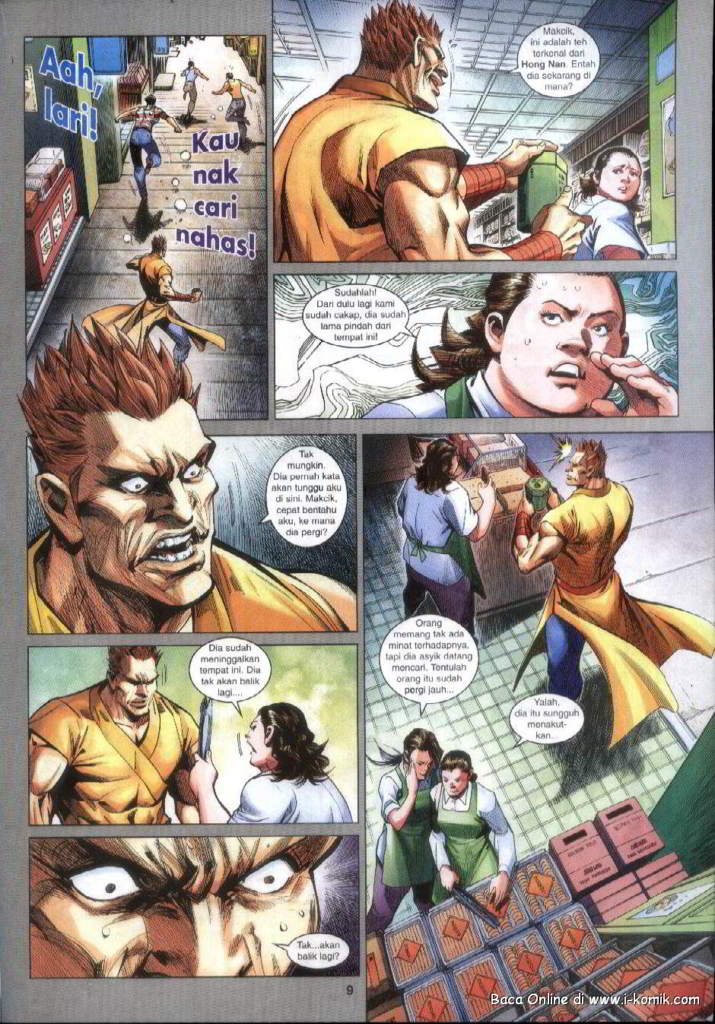 Aah,
lari!
Kau
nak
cari
nahas!
Makcik,
ini adalah teh
terkenal dari
Hong Nan. Entah
dia sekarang di
mana?
Sudahlah!
Dari dulu lagi kami
sudah cakap, dia sudah
lama pindah dari
tempat ini!
Tak
mungkin.
Dia pernah kata
akan tunggu aku
di sini. Makcik,
cepat bentahu
aku, ke mana
dia pergi?
Dia sudah
meninggalkan
tempat ini. Dia
tak akan balik
lagi....
Tak...akan
balik lagi?
Orang
memang tak ada
minat terhadapnya,
tapi dia asyik datang
mencari. Tentulah
orang itu sudah
pergi jauh...
Yalah,
dia itu sungguh
menakut-
kan...
9
Baca Online di www.i-komik.com